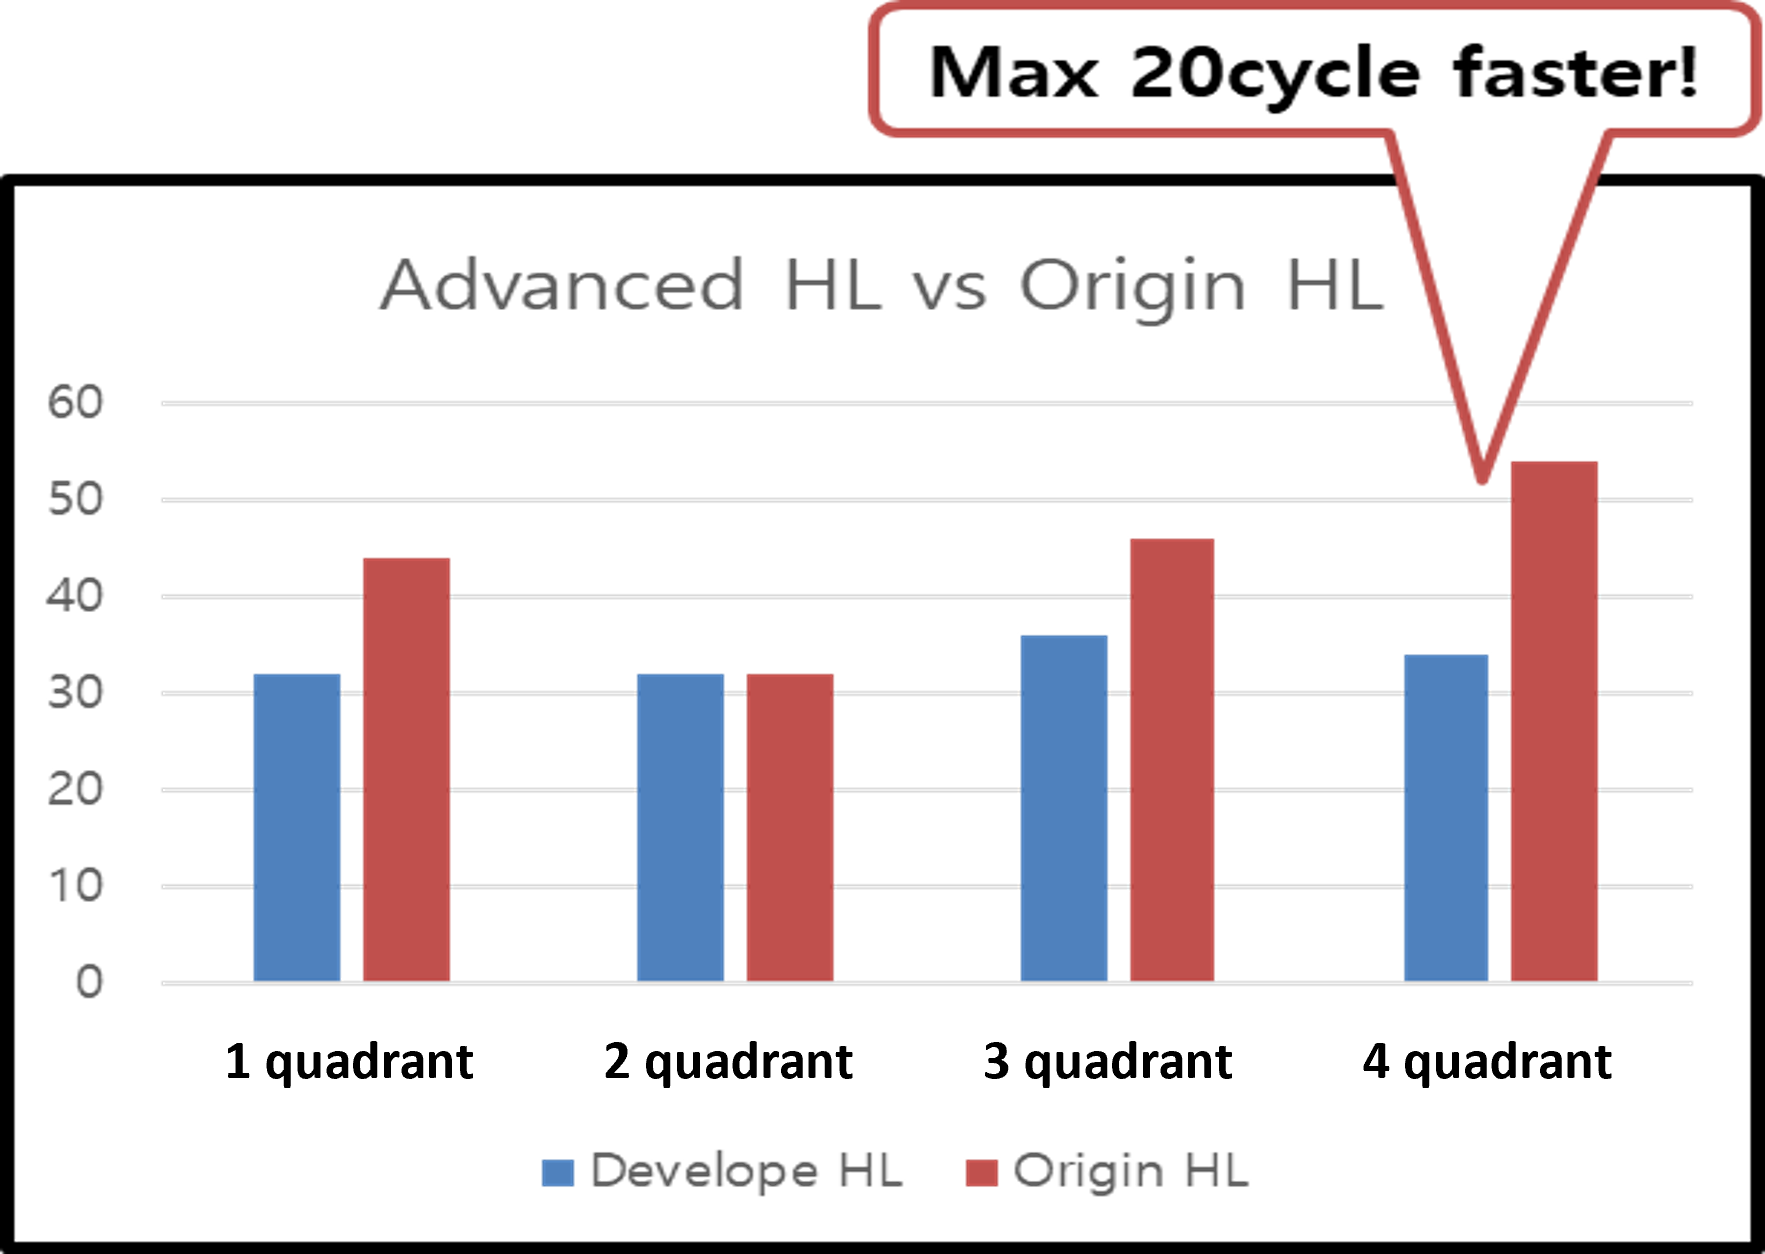 Max 20cycle faster!
Advanced HL vs Origin HL
60
50
40
30
20
10
0
1 quadrant 2 quadrant 3 quadrant 4 quadrant
Develope HL Origin HL